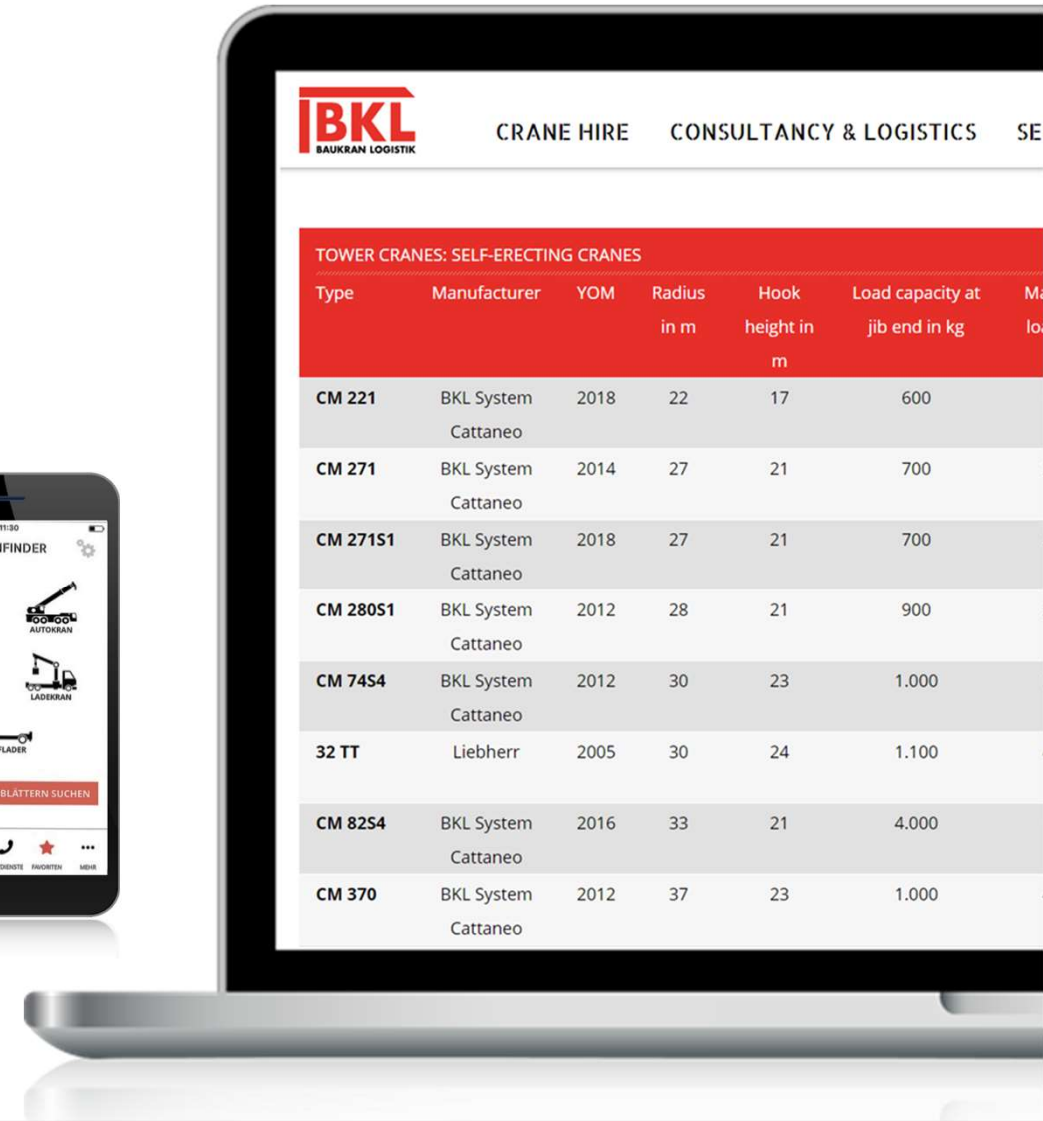 BKL
BAUKRAN LOGISTIK
CRANE HIRE CONSULTANCY & LOGISTICS SE
TOWER CRANES: SELF-ERECTING CRANES
Type Manufacturer YOM Radius in m Hook height in m Load capacity at jib end in kg
CM 221 BKL System Cattaneo 2018 22 17 600
CM 271 BKL System Cattaneo 2014 27 21 700
CM 271S1 BKL System Cattaneo 2018 27 21 700
CM 280S1 BKL System Cattaneo 2012 28 21 900
CM 74S4 BKL System Cattaneo 2012 30 23 1.000
32 TT Liebherr 2005 30 24 1.100
CM 82S4 BKL System Cattaneo 2016 33 21 4.000
CM 370 BKL System Cattaneo 2012 37 23 1.000
11:30
NFINDER
AUTOKRAN
LADEKRAN
FLADER
BLÄTTERN SUCHEN
FAVORITEN MEHR